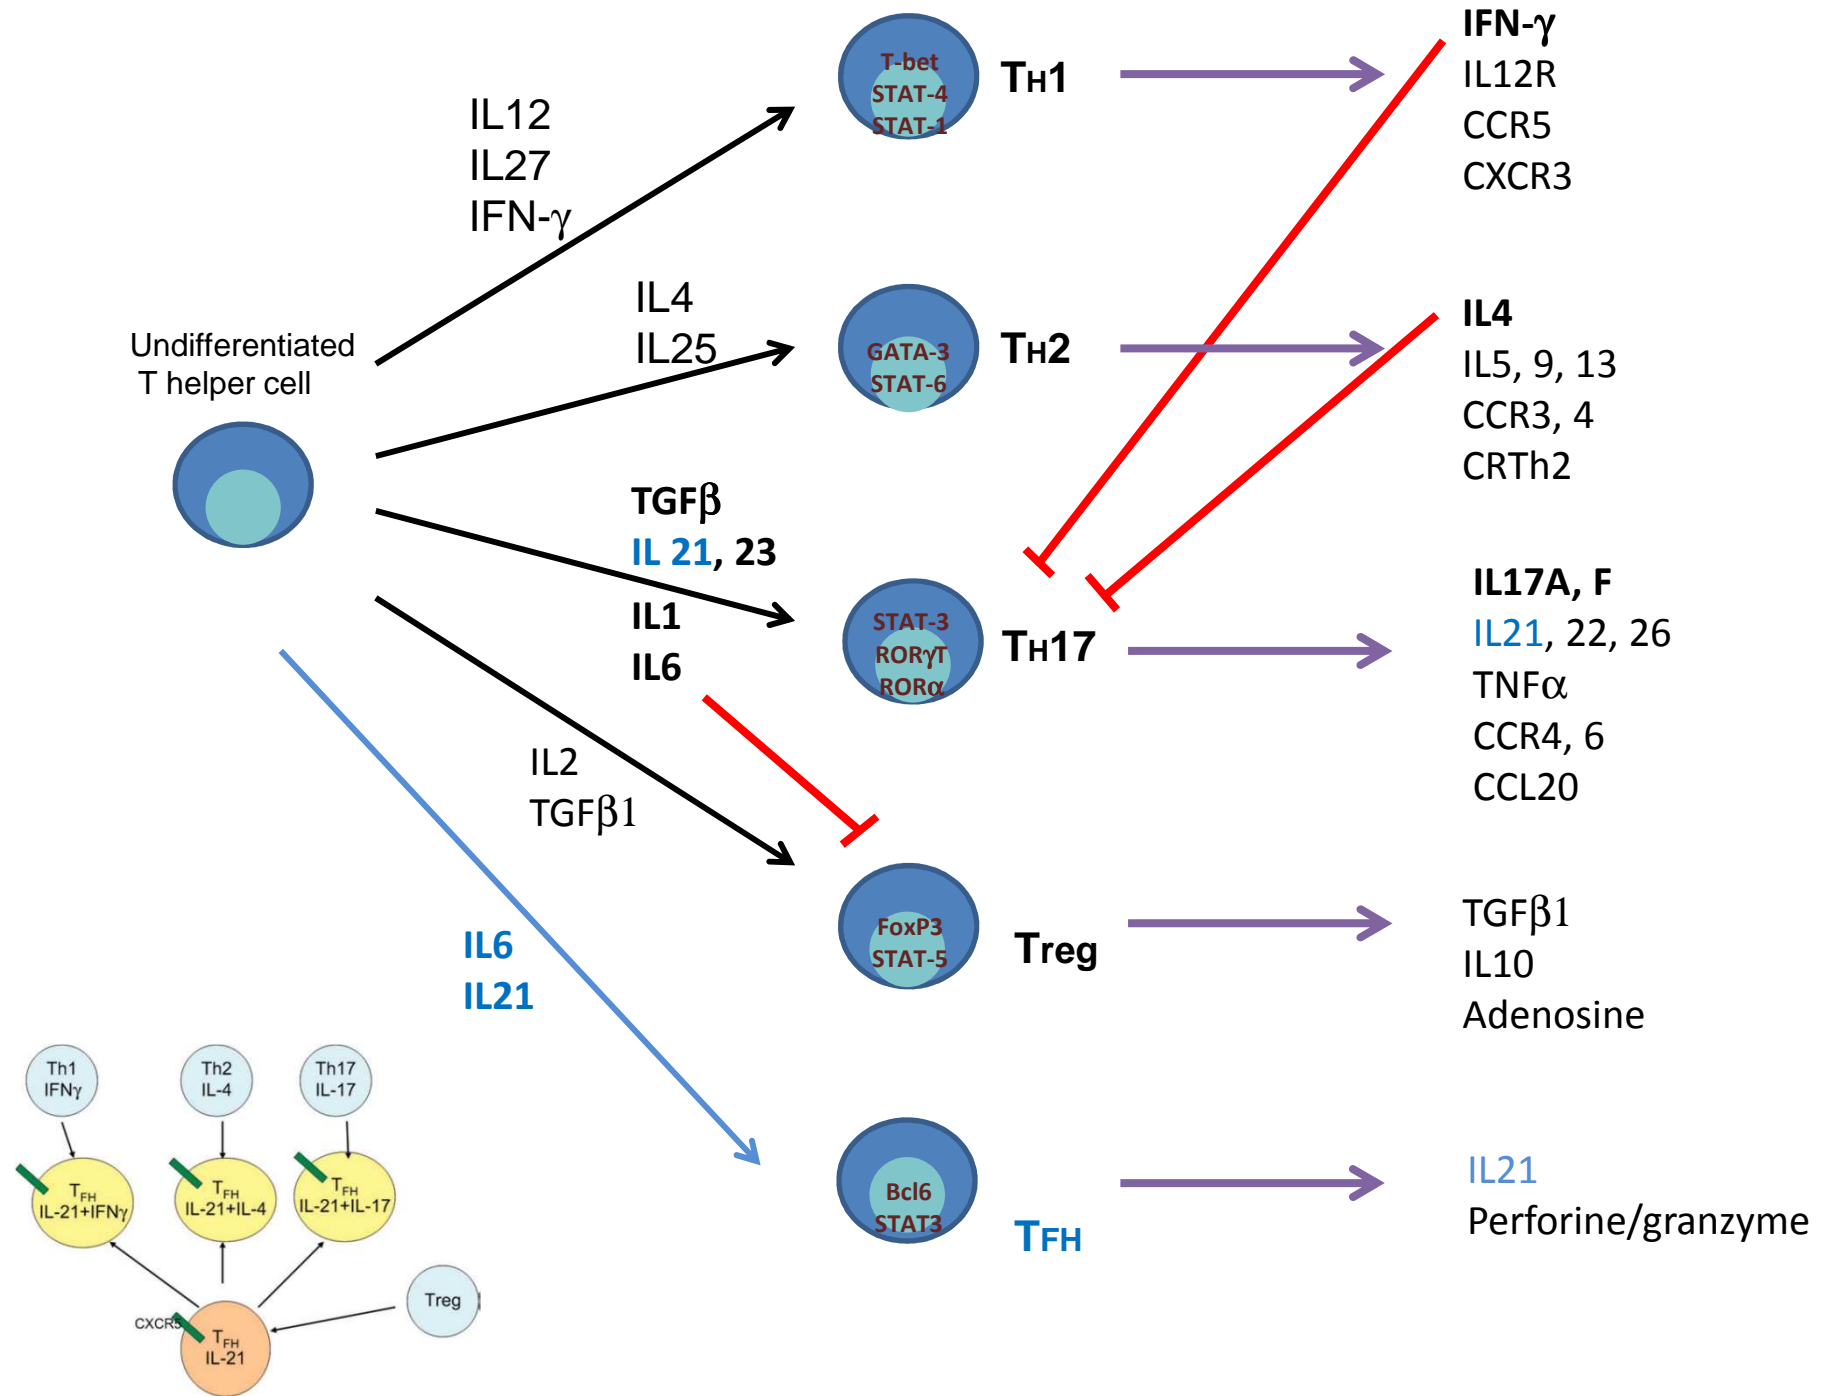 IL12
IL27
IFN-γ
T-bet
STAT-4
STAT-1
TH1
IFN-γ
IL12R
CCR5
CXCR3
Undifferentiated
T helper cell
IL4
IL25
GATA-3
STAT-6
TH2
IL4
IL5, 9, 13
CCR3, 4
CRTh2
TGFβ
IL 21, 23
IL1
IL6
STAT-3
RORγT
RORα
TH17
IL17A, F
IL21, 22, 26
TNFα
CCR4, 6
CCL20
IL2
TGFβ1
FoxP3
STAT-5
Treg
TGFβ1
IL10
Adenosine
IL6
IL21
Bcl6
STAT3
TFH
IL21
Perforine/granzyme
Th1
IFNγ
Th2
IL-4
Th17
IL-17
TFH
IL-21+IFNγ
TFH
IL-21+IL-4
TFH
IL-21+IL-17
Treg
CXCR5
TFH
IL-21